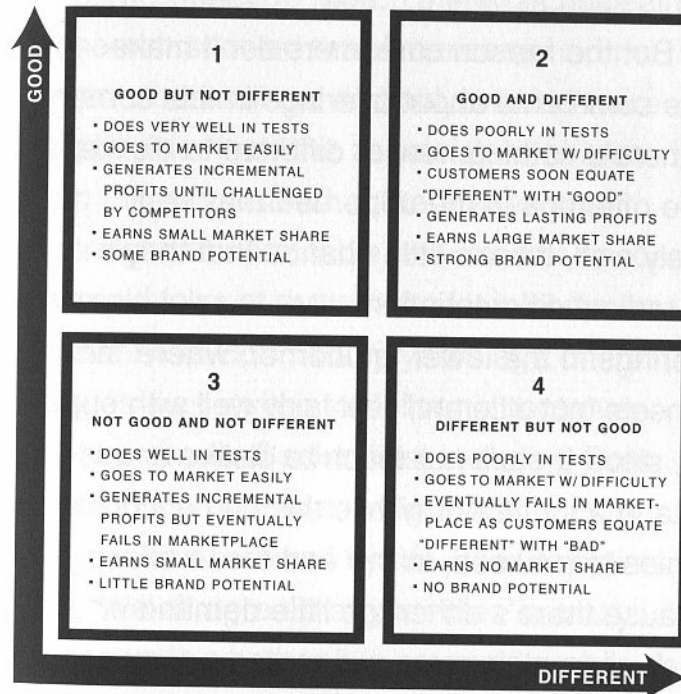 GOOD
1
GOOD BUT NOT DIFFERENT
• DOES VERY WELL IN TESTS
• GOES TO MARKET EASILY
• GENERATES INCREMENTAL
PROFITS UNTIL CHALLENGED
BY COMPETITORS
• EARNS SMALL MARKET SHARE
• SOME BRAND POTENTIAL
2
GOOD AND DIFFERENT
• DOES POORLY IN TESTS
• GOES TO MARKET W/ DIFFICULTY
• CUSTOMERS SOON EQUATE
"DIFFERENT" WITH "GOOD"
• GENERATES LASTING PROFITS
• EARNS LARGE MARKET SHARE
• STRONG BRAND POTENTIAL
3
NOT GOOD AND NOT DIFFERENT
• DOES WELL IN TESTS
• GOES TO MARKET EASILY
• GENERATES INCREMENTAL
PROFITS BUT EVENTUALLY
FAILS IN MARKETPLACE
• EARNS SMALL MARKET SHARE
• LITTLE BRAND POTENTIAL
4
DIFFERENT BUT NOT GOOD
• DOES POORLY IN TESTS
• GOES TO MARKET W/ DIFFICULTY
• EVENTUALLY FAILS IN MARKET-
PLACE AS CUSTOMERS EQUATE
"DIFFERENT" WITH "BAD"
• EARNS NO MARKET SHARE
• NO BRAND POTENTIAL
DIFFERENT